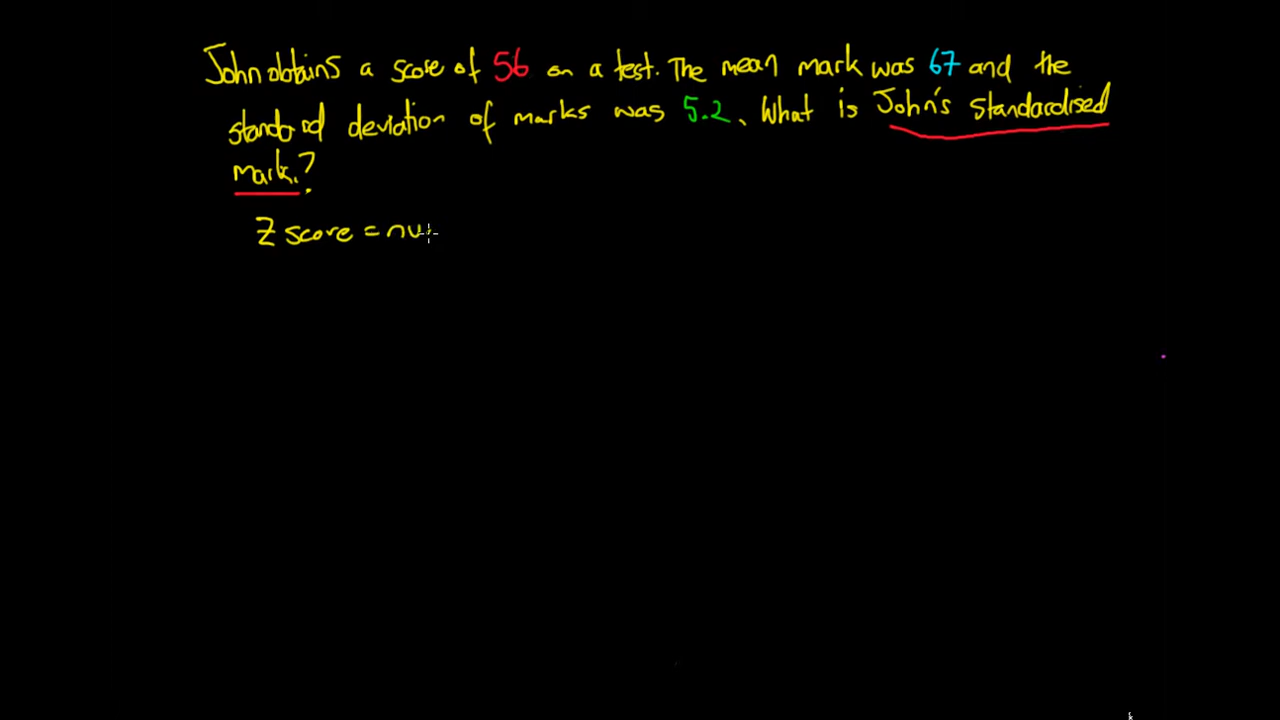 John obtains a score of 56 on a test. The mean mark was 67 and the
standard deviation of marks was 5.2. What is John's standardised
mark.?
Z score = nu